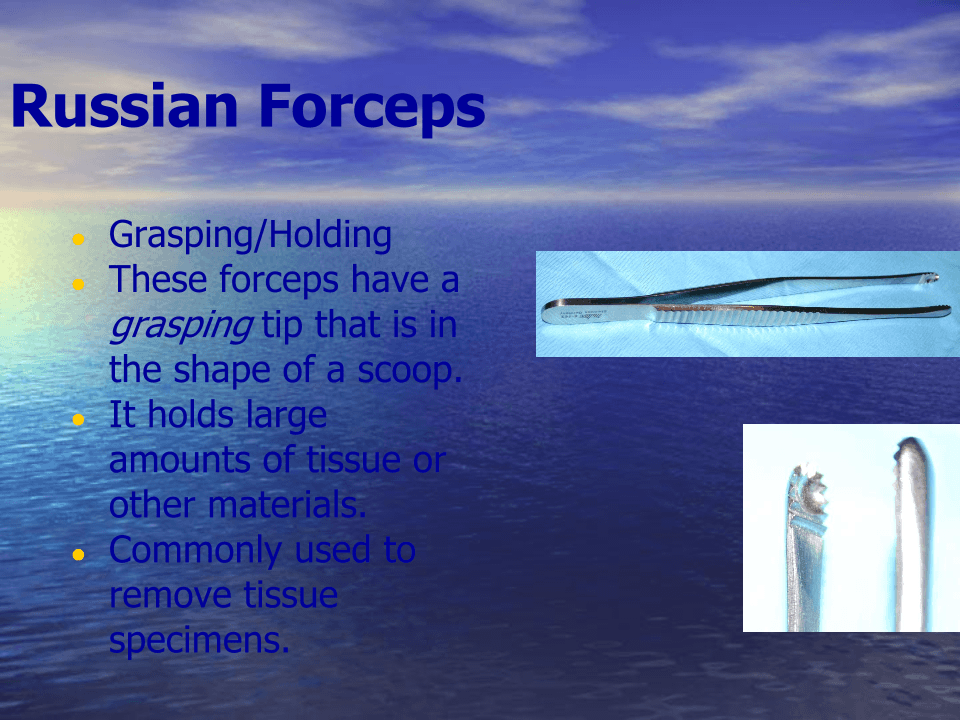 Russian Forceps
Grasping/Holding
These forceps have a
grasping tip that is in
the shape of a scoop.
It holds large
amounts of tissue or
other materials.
Commonly used to
remove tissue
specimens.